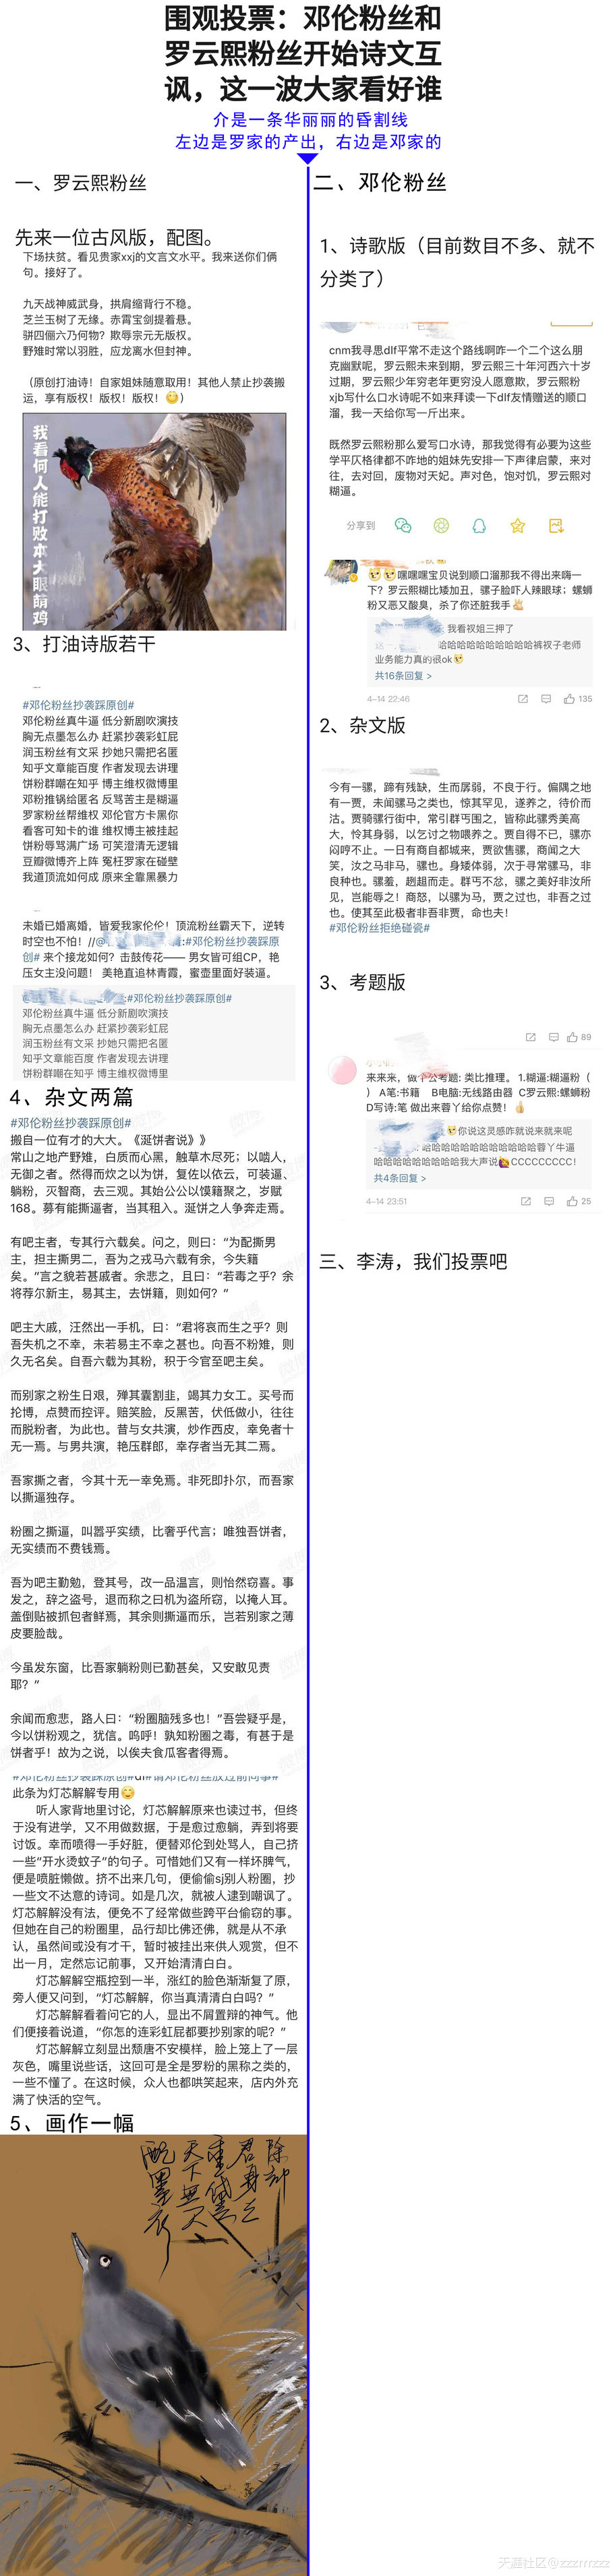 围观投票：邓伦粉丝和
罗云熙粉丝开始诗文互
讽，这一波大家看好谁
介是一条华丽丽的昏割线
左边是罗家的产出，右边是邓家的
一、罗云熙粉丝
先来一位古风版，配图。
下场扶贫。看见贵家xxj的文言文水平。我来送你们俩
句。接好了。
九天战神威武身，拱肩缩背行不稳。
芝兰玉树了无缘。赤霄宝剑提着悬。
骈四俪六乃何物？欺辱宗元无版权。
野雉时常以羽胜，应龙离水但封神。
（原创打油诗！自家姐妹随意取用！其他人禁止抄袭搬
运，享有版权！版权！版权！）
我看何人能打败本大眼萌鸡
3、打油诗版若干
#邓伦粉丝抄袭踩原创#
邓伦粉丝真牛逼 低分新剧吹演技
胸无点墨怎么办 赶紧抄袭彩虹屁
润玉粉丝有文采 抄她只需把名匿
知乎文章能百度 作者发现去讲理
饼粉群嘲在知乎 博主维权微博里
邓粉推锅给匿名 反骂苦主是糊逼
罗家粉丝帮维权 邓伦官方卡黑你
看客可知卡的谁 维权博主被挂起
饼粉辱骂满广场 可笑澄清无逻辑
豆瓣微博齐上阵 冤枉罗家在碰壁
我道顶流如何成 原来全靠黑暴力
未婚已婚离婚，皆爱我家伦伦！顶流粉丝霸天下，逆转
时空也不怕！//@:#邓伦粉丝抄袭踩原
创# 来个接龙如何？击鼓传花—— 男女皆可组CP，艳
压女主没问题！ 美艳直追林青霞，蜜壶里面好装逼。
:#邓伦粉丝抄袭踩原创#
邓伦粉丝真牛逼 低分新剧吹演技
胸无点墨怎么办 赶紧抄袭彩虹屁
润玉粉丝有文采 抄她只需把名匿
知乎文章能百度 作者发现去讲理
饼粉群嘲在知乎 博主维权微博里
4、杂文两篇
#邓伦粉丝抄袭踩原创#
搬自一位有才的大大。《涎饼者说》》
常山之地产野雉，白质而心黑，触草木尽死；以啮人，
无御之者。然得而炊之以为饼，复佐以依云，可装逼、
躺粉，灭智商，去三观。其始公公以馍籍聚之，岁赋
168。募有能撕逼者，当其租入。涎饼之人争奔走焉。
有吧主者，专其行六载矣。问之，则曰：“为配撕男
主，担主撕男二，吾为之戎马六载有余，今失籍
矣。”言之貌若甚戚者。余悲之，且曰：“若毒之乎？余
将荐尔新主，易其主，去饼籍，则如何？”
吧主大戚，汪然出一手机，曰：“君将哀而生之乎？则
吾失机之不幸，未若易主不幸之甚也。向吾不粉雉，则
久无名矣。自吾六载为其粉，积于今官至吧主矣。
而别家之粉生日艰，殚其囊割韭，竭其力女工。买号而
抡博，点赞而控评。赔笑脸，反黑苦，伏低做小，往往
而脱粉者，为此也。昔与女共演，炒作西皮，幸免者十
无一焉。与男共演，艳压群郎，幸存者当无其二焉。
吾家撕之者，今其十无一幸免焉。非死即扑尔，而吾家
以撕逼独存。
粉圈之撕逼，叫嚣乎实绩，比奢乎代言；唯独吾饼者，
无实绩而不费钱焉。
吾为吧主勤勉，登其号，改一品温言，则怡然窃喜。事
发之，辞之盗号，退而称之曰机为盗所窃，以掩人耳。
盖倒贴被抓包者鲜焉，其余则撕逼而乐，岂若别家之薄
皮要脸哉。
今虽发东窗，比吾家躺粉则已勤甚矣，又安敢见责
耶？”
余闻而愈悲，路人曰：“粉圈脑残多也！”吾尝疑乎是，
今以饼粉观之，犹信。呜呼！孰知粉圈之毒，有甚于是
饼者乎！故为之说，以俟夫食瓜客者得焉。
#邓伦粉丝抄袭踩原创#dl#请邓伦粉丝放过前同事#
此条为灯芯解解专用
听人家背地里讨论，灯芯解解原来也读过书，但终
于没有进学，又不用做数据，于是愈过愈躺，弄到将要
讨饭。幸而喷得一手好脏，便替邓伦到处骂人，自己挤
一些“开水烫蚊子”的句子。可惜她们又有一样坏脾气，
便是喷脏懒做。挤不出来几句，便偷偷sj别人粉圈，抄
一些文不达意的诗词。如是几次，就被人逮到嘲讽了。
灯芯解解没有法，便免不了经常做些跨平台偷窃的事。
但她在自己的粉圈里，品行却比佛还佛，就是从不承
认，虽然间或没有才干，暂时被挂出来供人观赏，但不
出一月，定然忘记前事，又开始清清白白。
灯芯解解空瓶控到一半，涨红的脸色渐渐复了原，
旁人便又问到，“灯芯解解，你当真清清白白吗？”
灯芯解解看着问它的人，显出不屑置辩的神气。他
们便接着说道，“你怎的连彩虹屁都要抄别家的呢？”
灯芯解解立刻显出颓唐不安模样，脸上笼上了一层
灰色，嘴里说些话，这回可是全是罗粉的黑称之类的，
一些不懂了。在这时候，众人也都哄笑起来，店内外充
满了快活的空气。
5、画作一幅
除却
君身三
重雪
天下无人
配
墨衣
二、邓伦粉丝
1、诗歌版（目前数目不多、就不
分类了）
cnm我寻思dlf平常不走这个路线啊咋一个二个这么朋
克幽默呢，罗云熙未来到期，罗云熙三十年河西六十岁
过期，罗云熙少年穷老年更穷没人愿意欺，罗云熙粉
xjb写什么口水诗呢不如来拜读一下dlf友情赠送的顺口
溜，我一天给你写一斤出来。
既然罗云熙粉那么爱写口水诗，那我觉得有必要为这些
学平仄格律都不咋地的姐妹先安排一下声律启蒙，来对
往，去对回，废物对天妃。声对色，饱对饥，罗云熙对
糊逼。
分享到
嘿嘿嘿宝贝说到顺口溜那我不得出来嗨一
下？罗云熙糊比矮加丑，骡子脸吓人辣眼球；螺蛳
粉又恶又酸臭，杀了你还脏我手
我看衩姐三押了
哈哈哈哈哈哈哈哈哈哈哈裤衩子老师
业务能力真的很ok
共16条回复 >
4-14 22:46
135
2、杂文版
今有一骡，蹄有残缺，生而孱弱，不良于行。偏隅之地
有一贾，未闻骡马之类也，惊其罕见，遂养之，待价而
沽。贾骑骡行街中，常引群丐围之，皆称此骡秀美高
大，怜其身弱，以乞讨之物喂养之。贾自得不已，骡亦
闷哼不止。一日有商自都城来，贾欲售骡，商闻之大
笑，汝之马非马，骡也。身矮体弱，次于寻常骡马，非
良种也。骡羞，趔趄而走。群丐不忿，骡之美好非汝所
见，岂能辱之！商怒，以骡为马，贾之过也，非吾之过
也。使其至此极者非吾非贾，命也夫！
#邓伦粉丝拒绝碰瓷#
3、考题版
89
来来来，做个公考题：类比推理。 1.糊逼:糊逼粉（
） A笔:书籍 B电脑:无线路由器 C罗云熙:螺蛳粉
D写诗:笔 做出来蓉丫给你点赞！
你说这灵感咋就说来就来呢
哈哈哈哈哈哈哈哈哈哈哈蓉丫牛逼
哈哈哈哈哈哈哈哈我大声说CCCCCCCCC！
共4条回复 >
4-14 23:51
25
三、李涛，我们投票吧
天涯社区@zzzrrrzzz